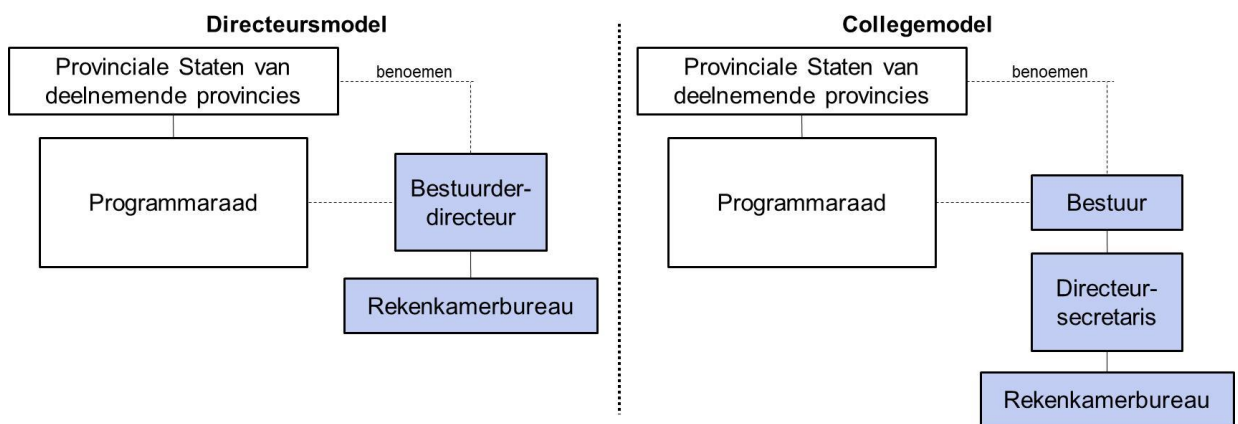 Directeursmodel
Provinciale Staten van
deelnemende provincies
benoemen
Programmaraad
Bestuurder-
directeur
Rekenkamerbureau
Collegemodel
Provinciale Staten van
deelnemende provincies
benoemen
Programmaraad
Bestuur
Directeur-
secretaris
Rekenkamerbureau